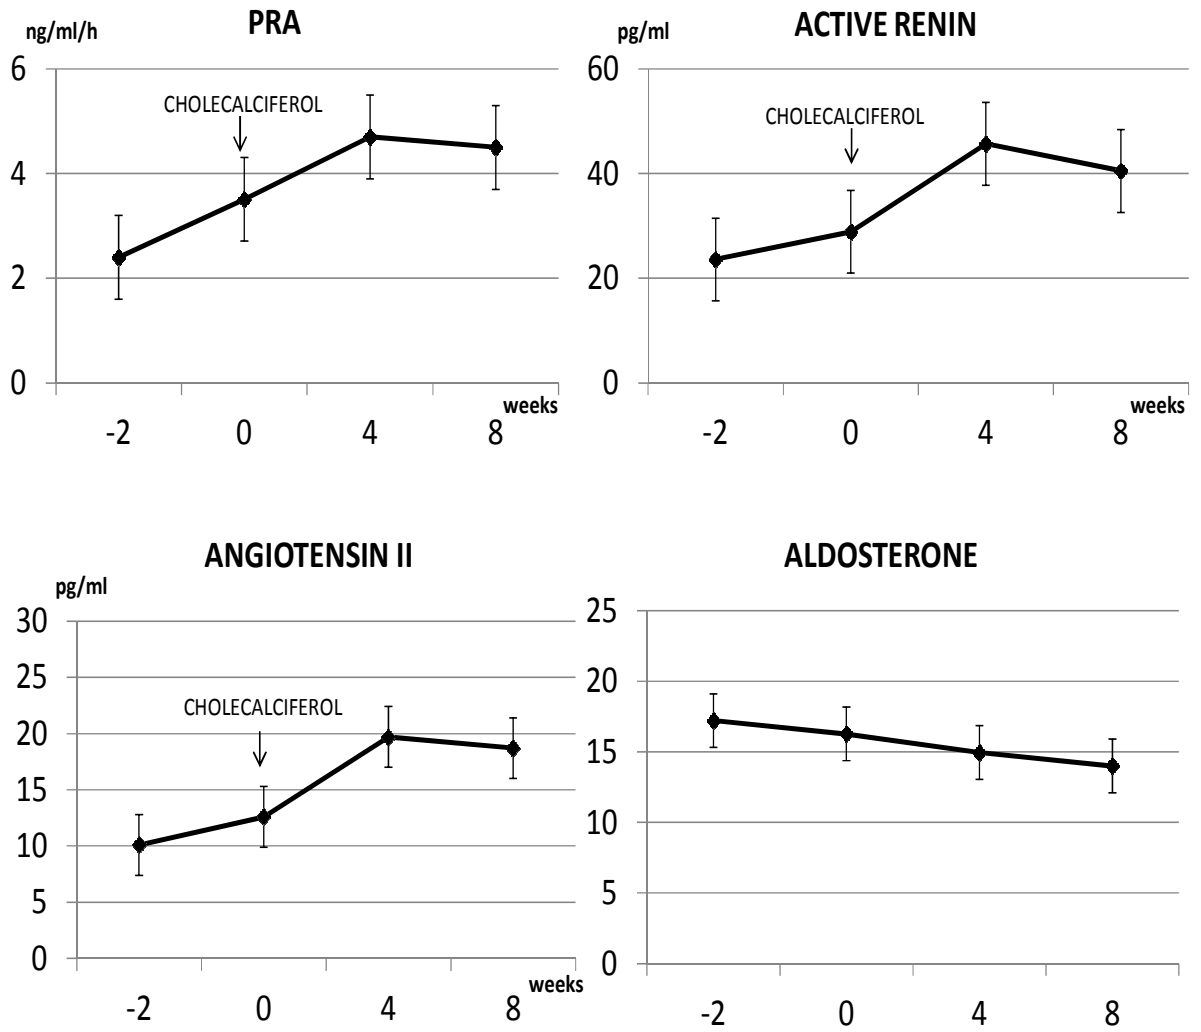 PRA
ng/ml/h
6
CHOLECALCIFEROL
4
2
0
weeks
-2 0 4 8
ACTIVE RENIN
pg/ml
60
CHOLECALCIFEROL
40
20
0
weeks
-2 0 4 8
ANGIOTENSIN II
pg/ml
30
25
20
CHOLECALCIFEROL
15
10
5
0
weeks
-2 0 4 8
ALDOSTERONE
25
20
15
10
5
0
-2 0 4 8